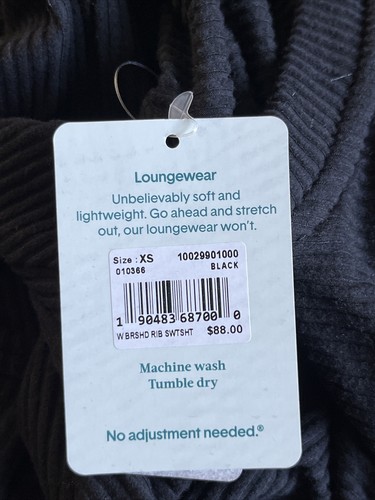 Loungewear
Unbelievably soft and
lightweight. Go ahead and stretch
out, our loungewear won't.
Size : XS 10029901000
010366 BLACK
1 90483 68700 0
W BRSHD RIB SWTSHT $88.00
Machine wash
Tumble dry
No adjustment needed.®